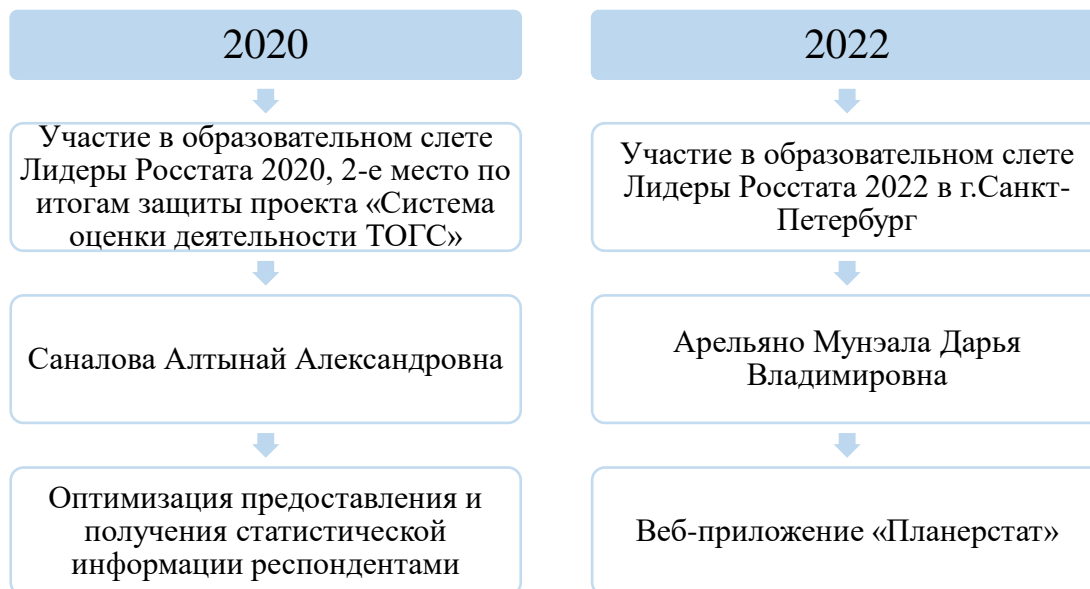 2020
Участие в образовательном слете
Лидеры Росстата 2020, 2-е место по
итогам защиты проекта «Система
оценки деятельности ТОГС»
Саналова Алтынай Александровна
Оптимизация предоставления и
получения статистической
информации респондентами
2022
Участие в образовательном слете
Лидеры Росстата 2022 в г.Санкт-
Петербург
Арельяно Мунэала Дарья
Владимировна
Веб-приложение «Планерстат»